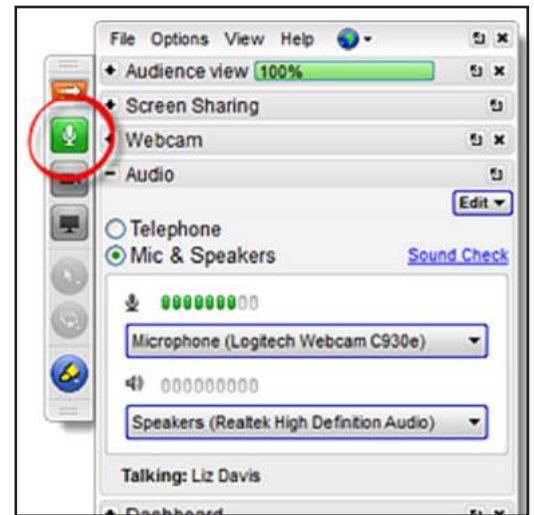 File Options View Help
Audience view 100%
Screen Sharing
Webcam
Audio
Edit
Telephone
Mic & Speakers Sound Check
Microphone (Logitech Webcam C930e)
Speakers (Realtek High Definition Audio)
Talking: Liz Davis
Dashboard